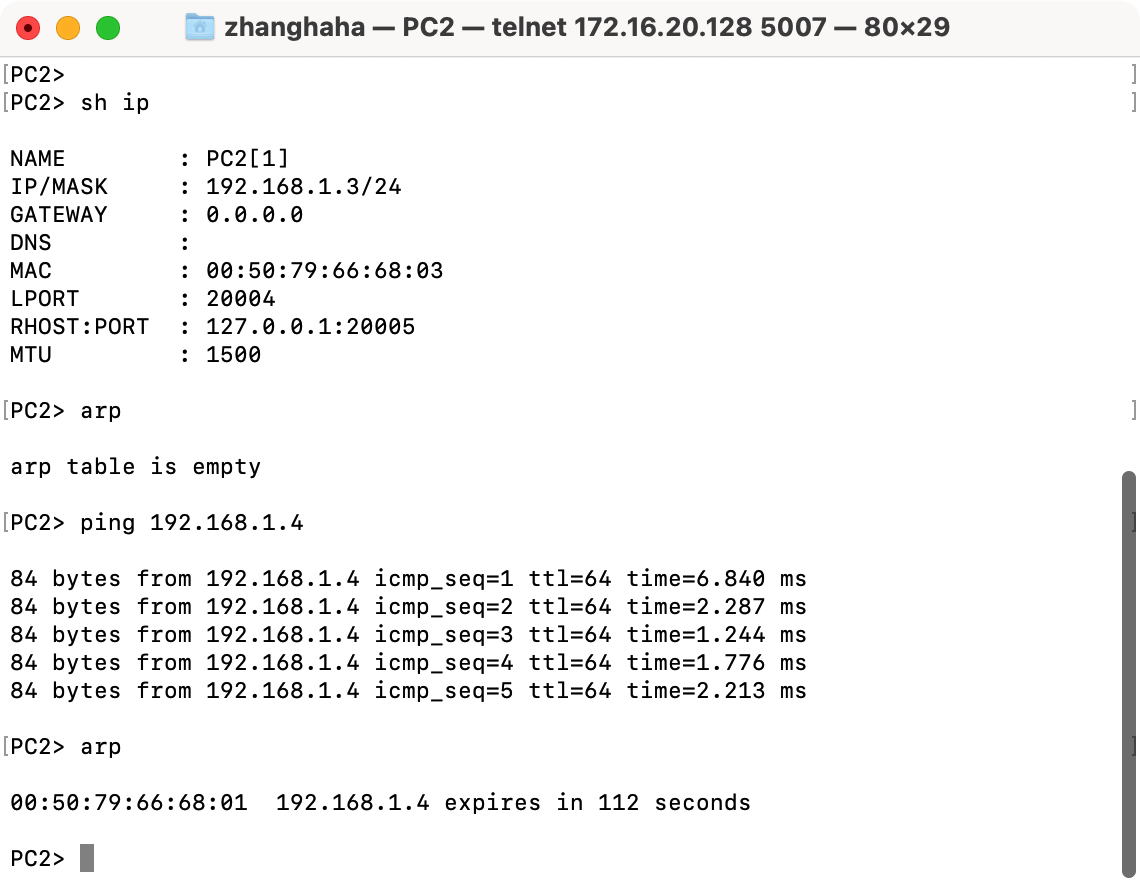 zhanghaha — PC2 — telnet 172.16.20.128 5007 — 80×29
[PC2> ]
[PC2> sh ip ]
NAME : PC2[1]
IP/MASK : 192.168.1.3/24
GATEWAY : 0.0.0.0
DNS :
MAC : 00:50:79:66:68:03
LPORT : 20004
RHOST:PORT : 127.0.0.1:20005
MTU : 1500
[PC2> arp ]
arp table is empty
[PC2> ping 192.168.1.4 ]
84 bytes from 192.168.1.4 icmp_seq=1 ttl=64 time=6.840 ms
84 bytes from 192.168.1.4 icmp_seq=2 ttl=64 time=2.287 ms
84 bytes from 192.168.1.4 icmp_seq=3 ttl=64 time=1.244 ms
84 bytes from 192.168.1.4 icmp_seq=4 ttl=64 time=1.776 ms
84 bytes from 192.168.1.4 icmp_seq=5 ttl=64 time=2.213 ms
[PC2> arp ]
00:50:79:66:68:01 192.168.1.4 expires in 112 seconds
PC2>